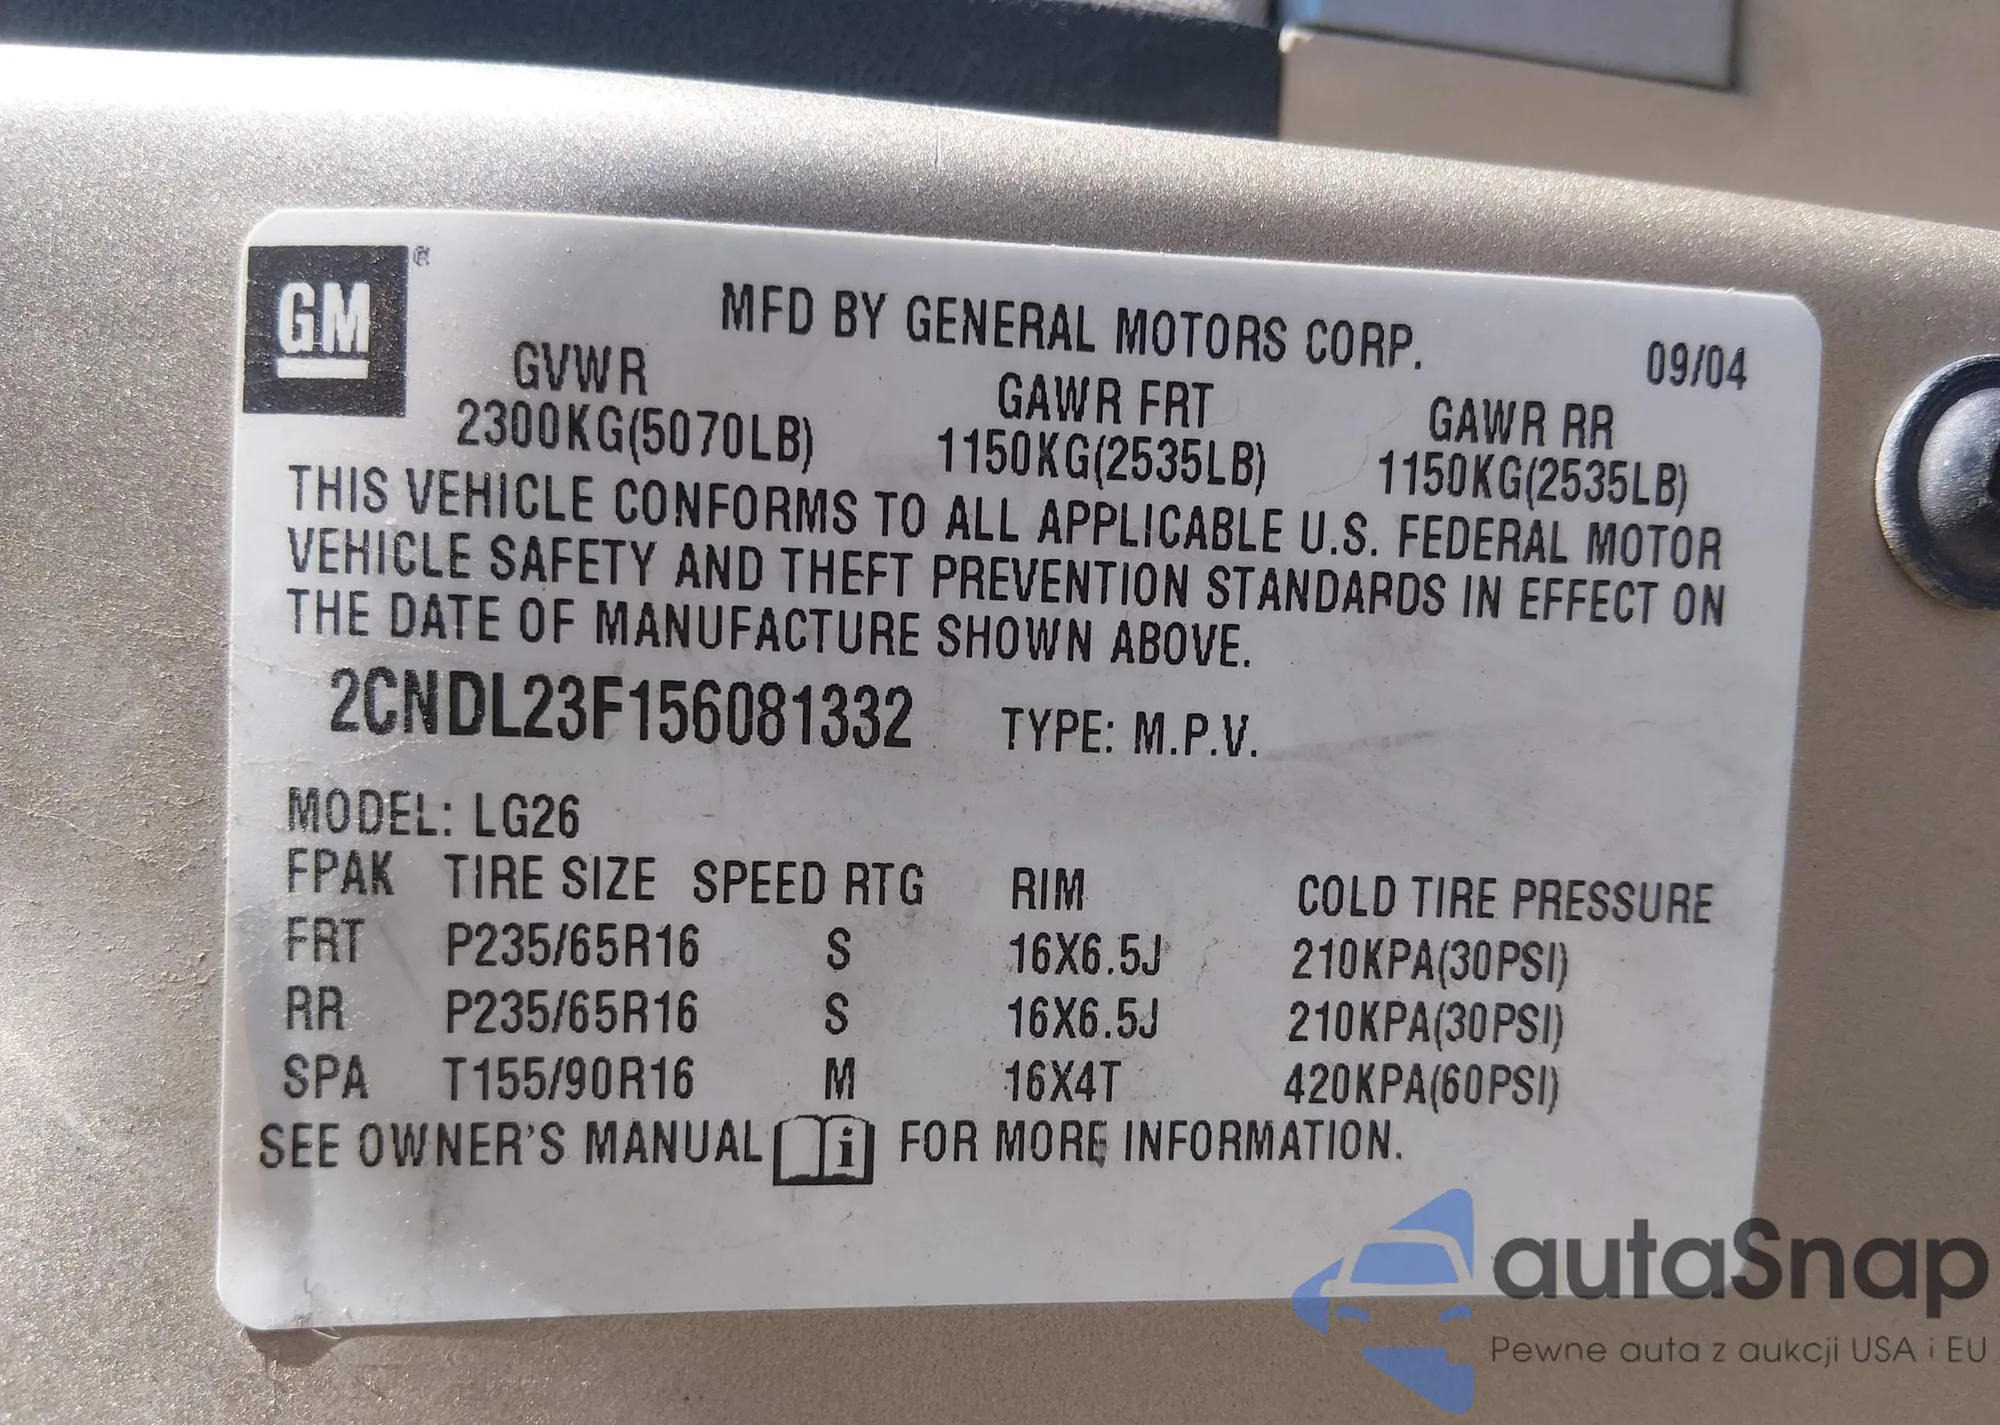 GM
®
MFD BY GENERAL MOTORS CORP.
09/04
GVWR
GAWR FRT
GAWR RR
2300KG(5070LB)
1150KG(2535LB)
1150KG(2535LB)
THIS VEHICLE CONFORMS TO ALL APPLICABLE U.S. FEDERAL MOTOR
VEHICLE SAFETY AND THEFT PREVENTION STANDARDS IN EFFECT ON
THE DATE OF MANUFACTURE SHOWN ABOVE.
2CNDL23F156081332 TYPE: M.P.V.
MODEL: LG26
FPAK TIRE SIZE SPEED RTG RIM COLD TIRE PRESSURE
FRT P235/65R16 S 16X6.5J 210KPA(30PSI)
RR P235/65R16 S 16X6.5J 210KPA(30PSI)
SPA T155/90R16 M 16X4T 420KPA(60PSI)
SEE OWNER'S MANUAL i FOR MORE INFORMATION.
autaSnap
Pewne auta z aukcji USA i EU